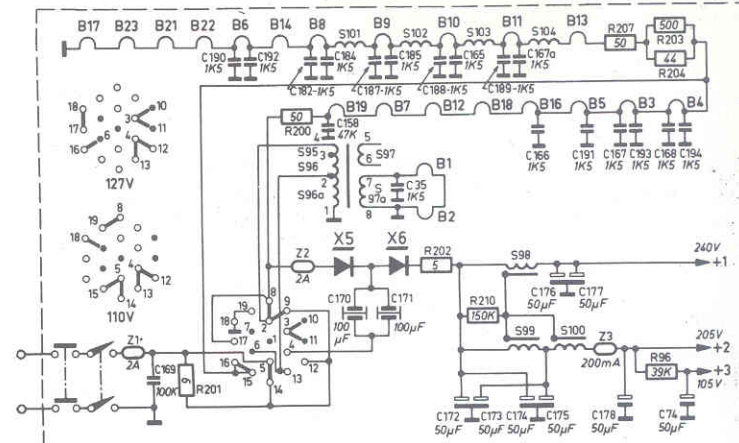 B17 B23 B21 B22 B6 B14 B8 S101 B9 S102 B10 S103 B11 S104 B13
R207
50
500
R203
44
R204
C190
1K5
C192
1K5
C184
1K5
C185
1K5
C165
1K5
C167a
1K5
C182-1K5
C187-1K5
C188-1K5
C189-1K5
18
17
16
10
3
11
4
6
12
13
127V
50
R200
C158
47K
B19 B7 B12 B18 B16 B5 B3 B4
C166
1K5
C191
1K5
C167
1K5
C193
1K5
C168
1K5
C194
1K5
4
S95
3
S96
2
S96a
1
5
S97
6
7
S
97a
8
C35
1K5
B1
B2
8
19
18
4
12
5
13
15
14
110V
Z2
2A
X5
X6
R202
5
S98
240V
+1
C176
50µF
C177
50µF
R210
150K
C170
100
µF
C171
100µF
19
8
9
18
2
10
7
3
11
17
1
6
4
16
5
12
15
13
14
S99
S100
Z3
200mA
205V
+2
R96
39K
+3
105V
Z1•
2A
C169
100K
9
R201
C172
50µF
C173
50µF
C174
50µF
C175
50µF
C178
50µF
C74
50µF